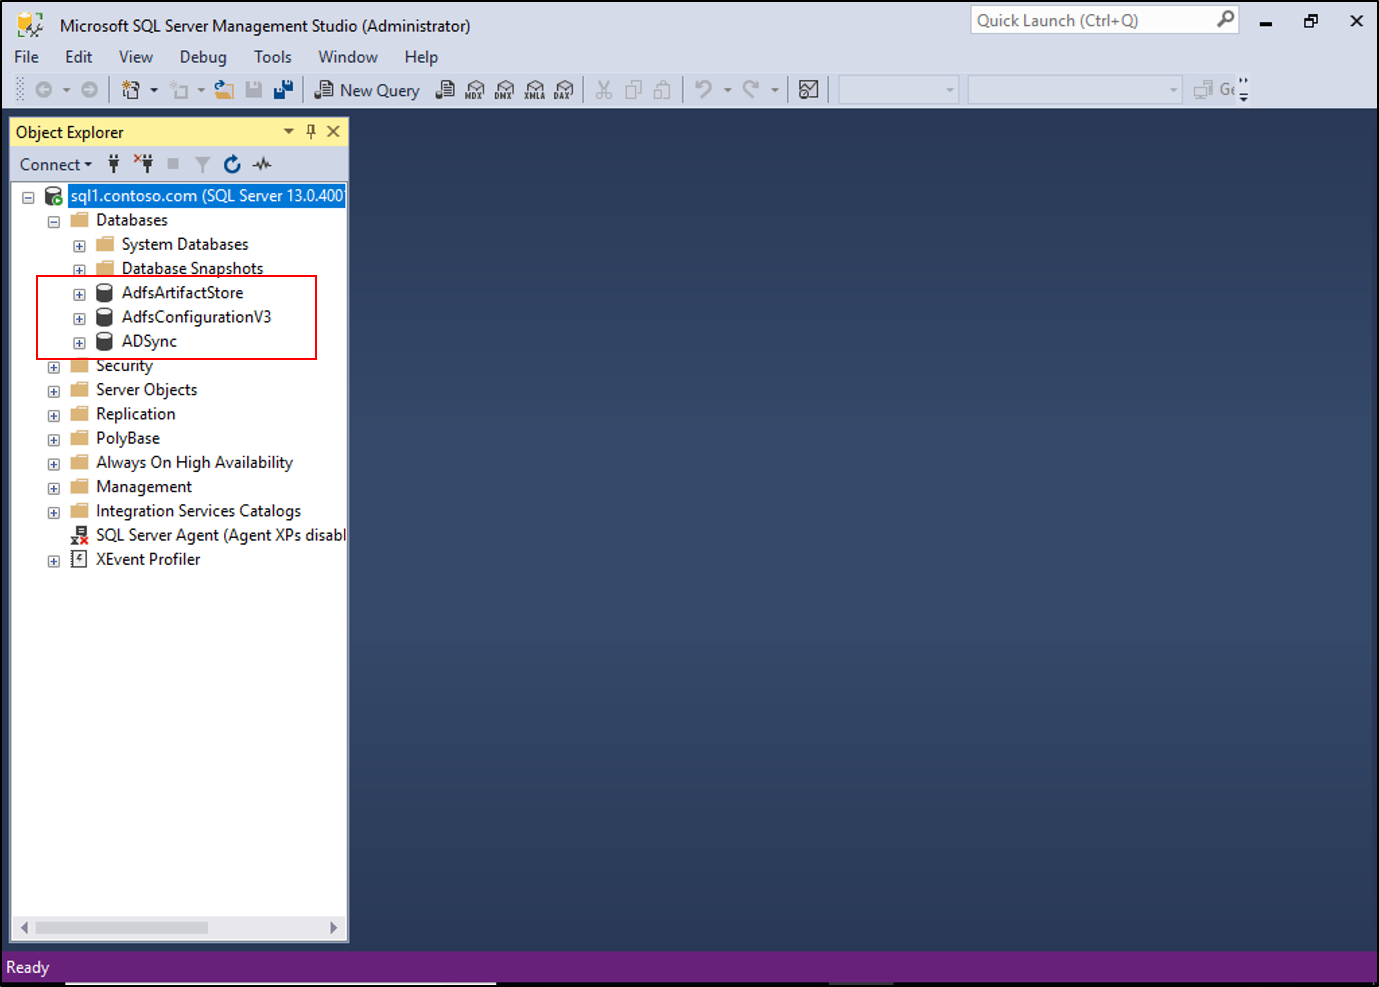 Microsoft SQL Server Management Studio (Administrator)
Quick Launch (Ctrl+Q)
File Edit View Debug Tools Window Help
New Query MDX DMX XMLA DAX
Object Explorer
Connect
sql1.contoso.com (SQL Server 13.0.400
Databases
System Databases
Database Snapshots
AdfsArtifactStore
AdfsConfigurationV3
ADSync
Security
Server Objects
Replication
PolyBase
Always On High Availability
Management
Integration Services Catalogs
SQL Server Agent (Agent XPs disabl
XEvent Profiler
Ready